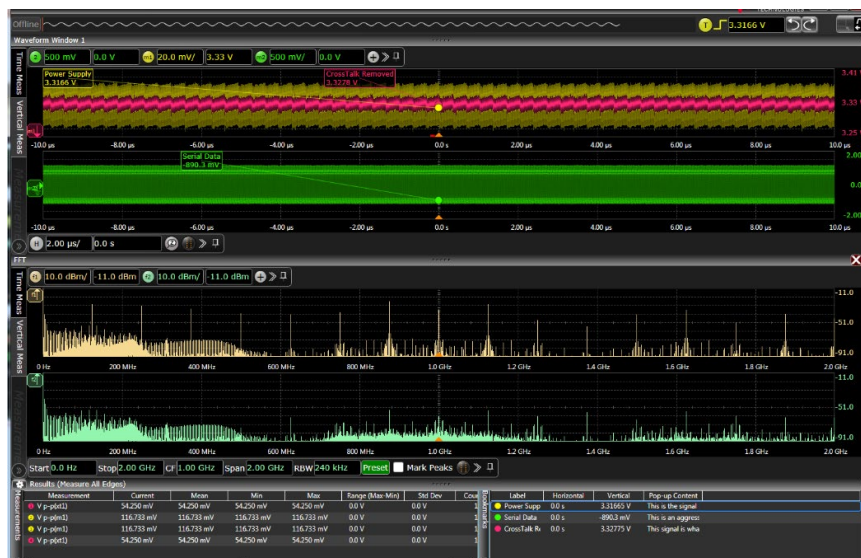 Offline
3.3166 V
Waveform Window 1
500 mV 0.0 V 20.0 mV/ 3.33 V 500 mV/ 0.0 V
Time Meas
Vertical Meas
Power Supply
3.3166 V
CrossTalk Removed
3.3278 V
3.41
3.33
3.25
-10.0 µs -8.00 µs -6.00 µs -4.00 µs -2.00 µs 0.0 s 2.00 µs 4.00 µs 6.00 µs 8.00 µs 10.0 µs
Serial Data
-890.3 mV
2.00
0.0
-2.00
-10.0 µs -8.00 µs -6.00 µs -4.00 µs -2.00 µs 0.0 s 2.00 µs 4.00 µs 6.00 µs 8.00 µs 10.0 µs
H 2.00 µs/ 0.0 s
FFT
10.0 dBm/ -11.0 dBm 10.0 dBm/ -11.0 dBm
Time Meas
Vertical Meas
-11.0
-51.0
-91.0
0 Hz 200 MHz 400 MHz 600 MHz 800 MHz 1.0 GHz 1.2 GHz 1.4 GHz 1.6 GHz 1.8 GHz 2.0 GHz
-11.0
-51.0
-91.0
0 Hz 200 MHz 400 MHz 600 MHz 800 MHz 1.0 GHz 1.2 GHz 1.4 GHz 1.6 GHz 1.8 GHz 2.0 GHz
Start 0.0 Hz Stop 2.00 GHz CF 1.00 GHz Span 2.00 GHz RBW 240 kHz Preset Mark Peaks
Results (Measure All Edges)
Measurements
Measurement Current Mean Min Max Range (Max-Min) Std Dev Cou
V p-p(xt1) 54.250 mV 54.250 mV 54.250 mV 54.250 mV 0.0 V 0.0 V 1
V p-p(m1) 116.733 mV 116.733 mV 116.733 mV 116.733 mV 0.0 V 0.0 V 1
V p-p(m1) 116.733 mV 116.733 mV 116.733 mV 116.733 mV 0.0 V 0.0 V 1
V p-p(xt1) 54.250 mV 54.250 mV 54.250 mV 54.250 mV 0.0 V 0.0 V 1
Bookmarks
Label Horizontal Vertical Pop-up Content
Power Supp 0.0 s 3.31665 V This is the signal
Serial Data 0.0 s -890.3 mV This is an aggress
CrossTalk Re 0.0 s 3.32775 V This signal is wha